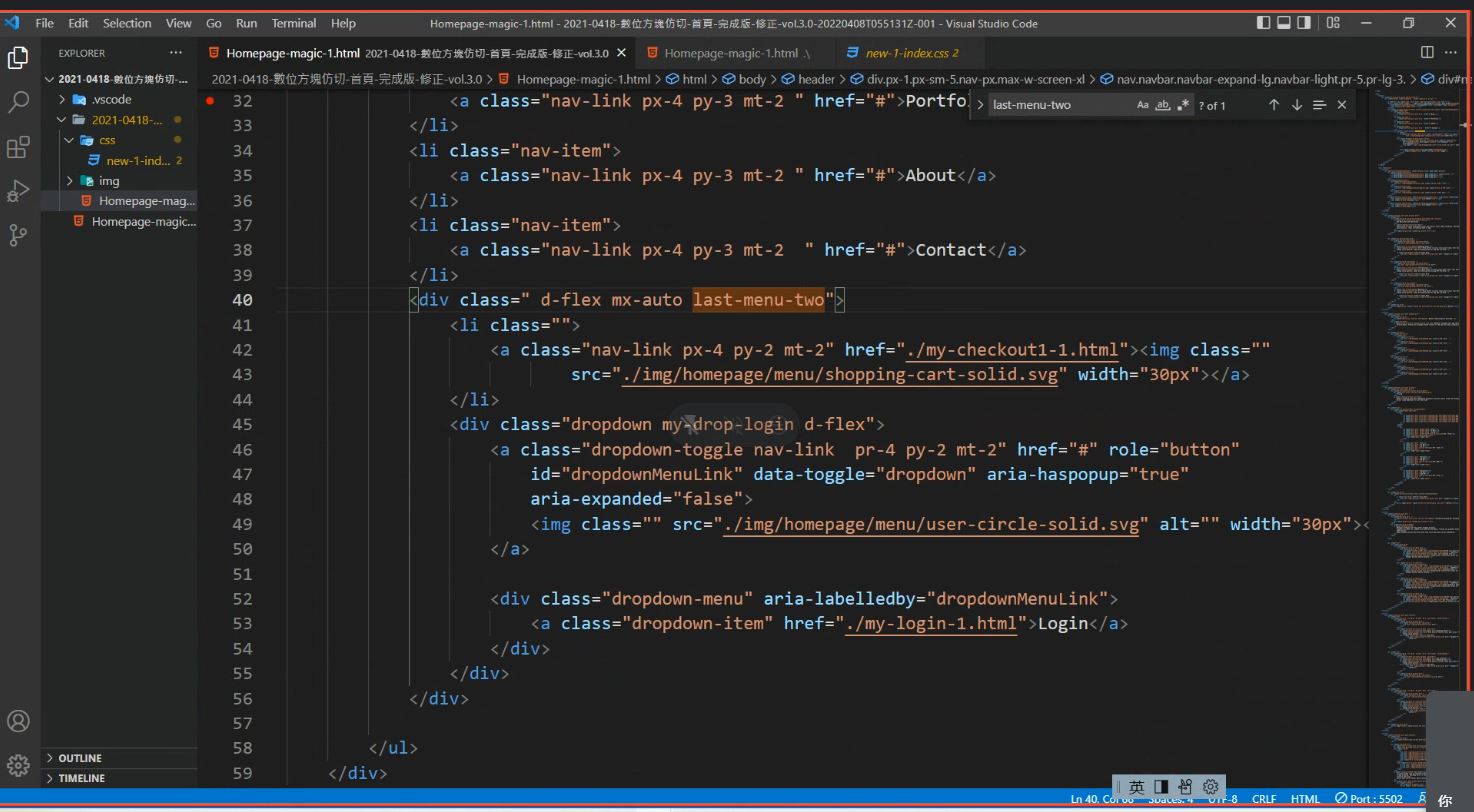 File Edit Selection View Go Run Terminal Help
Homepage-magic-1.html - 2021-0418-數位方塊仿切-首頁-完成版-修正-vol.3.0-20220408T055131Z-001 - Visual Studio Code
EXPLORER
Homepage-magic-1.html 2021-0418-數位方塊仿切-首頁-完成版-修正-vol.3.0
Homepage-magic-1.html .\
new-1-index.css 2
2021-0418-數位方塊仿切-...
2021-0418-數位方塊仿切-首頁-完成版-修正-vol.3.0 > Homepage-magic-1.html > html > body > header > div.px-1.px-sm-5.nav-px.max-w-screen-xl > nav.navbar.navbar-expand-lg.navbar-light.pr-5.pr-lg-3. > div#n
.vscode
2021-0418-...
css
new-1-ind... 2
img
Homepage-mag...
Homepage-magic...
OUTLINE
TIMELINE
last-menu-two
Aa ab .* ? of 1
32 <a class="nav-link px-4 py-3 mt-2 " href="#">Portfo
33 </li>
34 <li class="nav-item">
35 <a class="nav-link px-4 py-3 mt-2 " href="#">About</a>
36 </li>
37 <li class="nav-item">
38 <a class="nav-link px-4 py-3 mt-2  " href="#">Contact</a>
39 </li>
40 <div class=" d-flex mx-auto last-menu-two">
41 <li class="">
42 <a class="nav-link px-4 py-2 mt-2" href="./my-checkout1-1.html"><img class=""
43 src="./img/homepage/menu/shopping-cart-solid.svg" width="30px"></a>
44 </li>
45 <div class="dropdown my-drop-login d-flex">
46 <a class="dropdown-toggle nav-link  pr-4 py-2 mt-2" href="#" role="button"
47 id="dropdownMenuLink" data-toggle="dropdown" aria-haspopup="true"
48 aria-expanded="false">
49 <img class="" src="./img/homepage/menu/user-circle-solid.svg" alt="" width="30px"><
50 </a>
51
52 <div class="dropdown-menu" aria-labelledby="dropdownMenuLink">
53 <a class="dropdown-item" href="./my-login-1.html">Login</a>
54 </div>
55 </div>
56 </div>
57
58 </ul>
59 </div>
英
Ln 40, Col 68 Spaces: 4 UTF-8 CRLF HTML Port : 5502
你